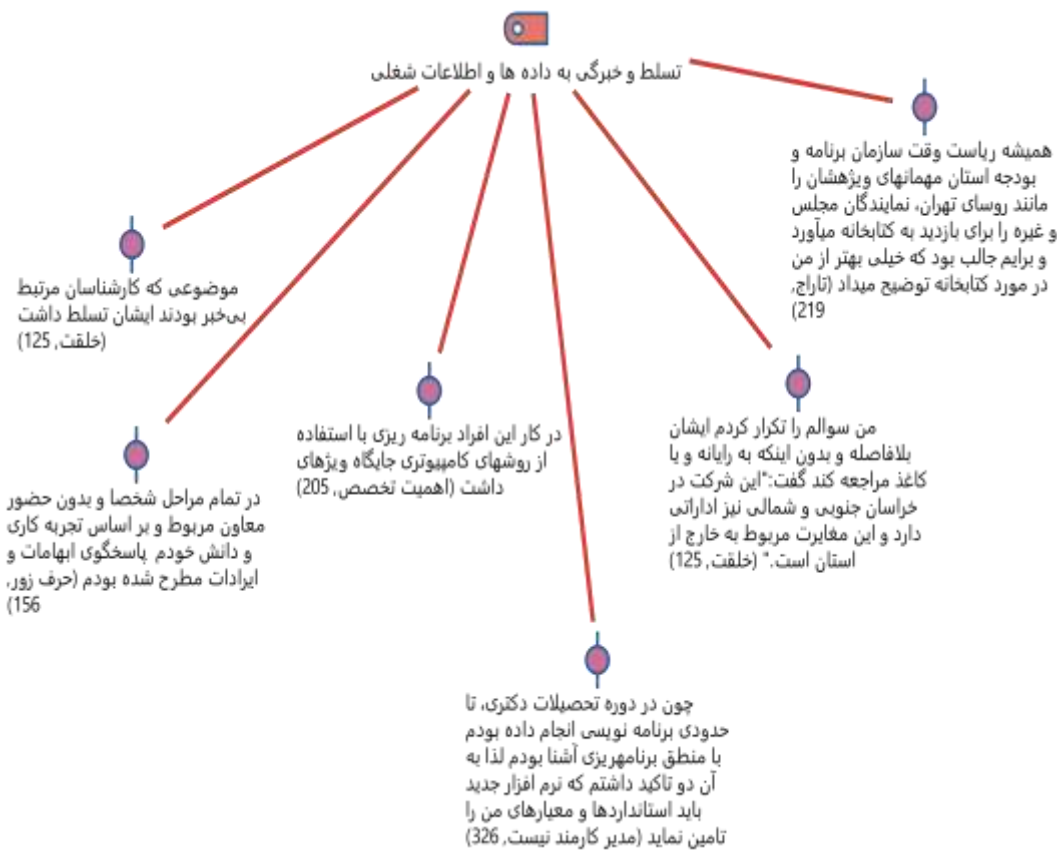 تسلط و خبرگی به داده ها و اطلاعات شغلی
همیشه ریاست وقت سازمان برنامه و
بودجه استان مهمانهای ویژهشان را
مانند روسای تهران، نمایندگان مجلس
و غیره را برای بازدید به کتابخانه میآورد
و برایم جالب بود که خیلی بهتر از من
در مورد کتابخانه توضیح میداد (تاراج,
219)
موضوعی که کارشناسان مرتبط
بی‌خبر بودند ایشان تسلط داشت
(خلقت, 125)
من سوالم را تکرار کردم ایشان
بلافاصله و بدون اینکه به رایانه و یا
کاغذ مراجعه کند گفت:"این شرکت در
خراسان جنوبی و شمالی نیز اداراتی
دارد و این مغایرت مربوط به خارج از
استان است." (خلقت, 125)
در کار این افراد برنامه ریزی با استفاده
از روشهای کامپیوتری جایگاه ویژهای
داشت (اهمیت تخصص, 205)
در تمام مراحل شخصا و بدون حضور
معاون مربوط و بر اساس تجربه کاری
و دانش خودم پاسخگوی ابهامات و
ایرادات مطرح شده بودم (حرف زور,
156)
چون در دوره تحصیلات دکتری، تا
حدودی برنامه نویسی انجام داده بودم
با منطق برنامهریزی آشنا بودم لذا به
آن دو تاکید داشتم که نرم افزار جدید
باید استانداردها و معیارهای من را
تامین نماید (مدیر کارمند نیست, 326)